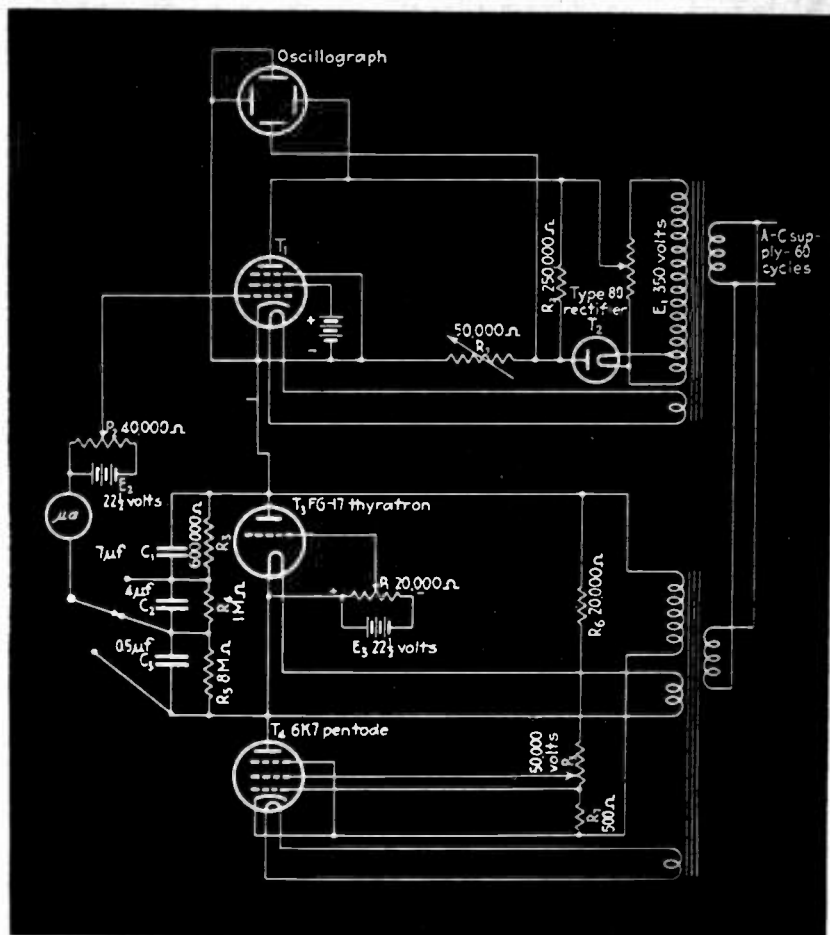 Oscillograph
T1
+
-
R2 250,000Ω
Type 80
rectifier
T2
E1 350 volts
A-C sup-
ply-60
cycles
50,000Ω
P2 40,000Ω
E2
22½ volts
μa
T3 FG-17 thyratron
600,000Ω
R3
7μf
C1
4μf
C2
R4
1MΩ
0.5μf
C3
R5 8MΩ
+
20,000Ω
-
E3 22½ volts
R6 20,000Ω
T4 6K7 pentode
50,000
volts
R7
500Ω